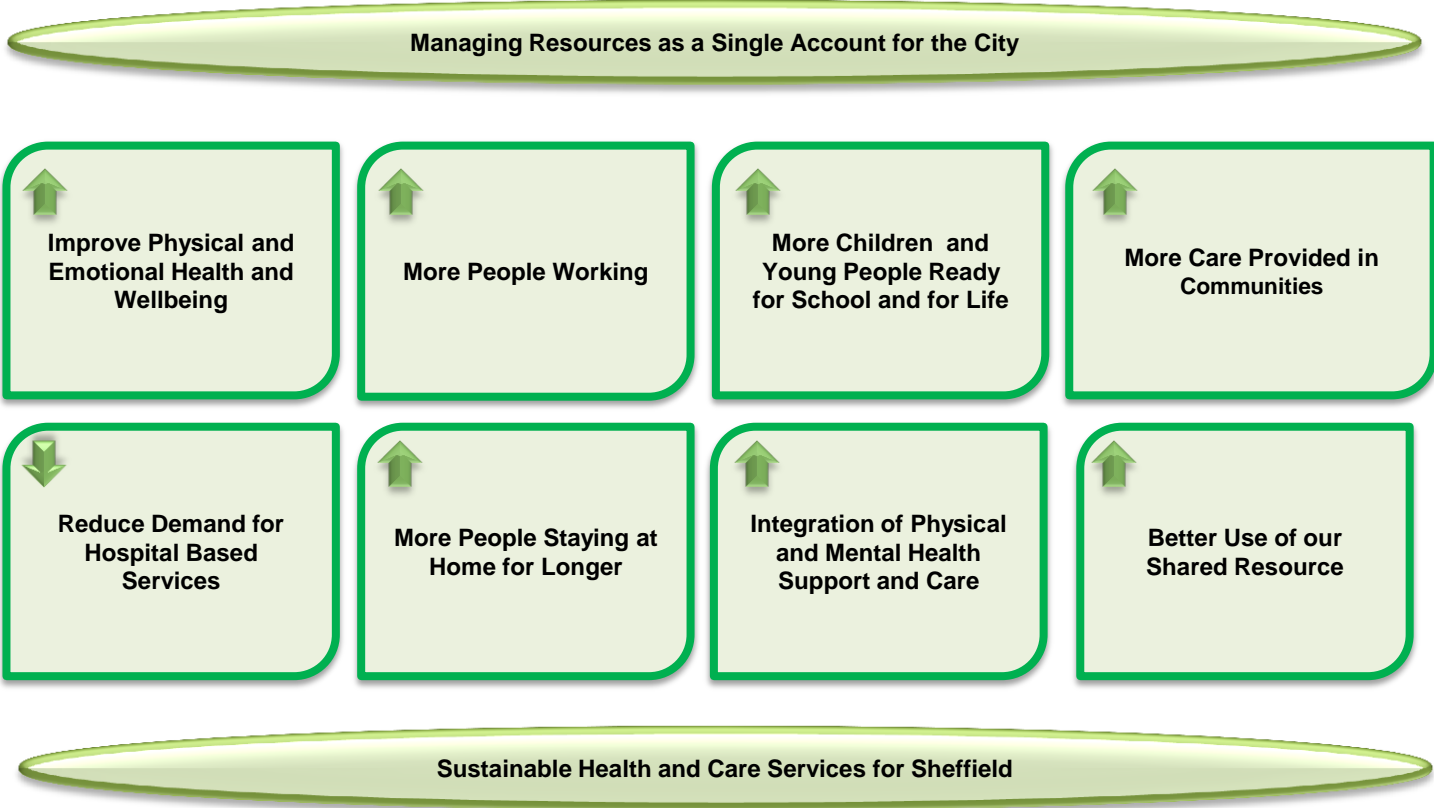 Managing Resources as a Single Account for the City
Improve Physical and
Emotional Health and
Wellbeing
More People Working
More Children and
Young People Ready
for School and for Life
More Care Provided in
Communities
Reduce Demand for
Hospital Based
Services
More People Staying at
Home for Longer
Integration of Physical
and Mental Health
Support and Care
Better Use of our
Shared Resource
Sustainable Health and Care Services for Sheffield